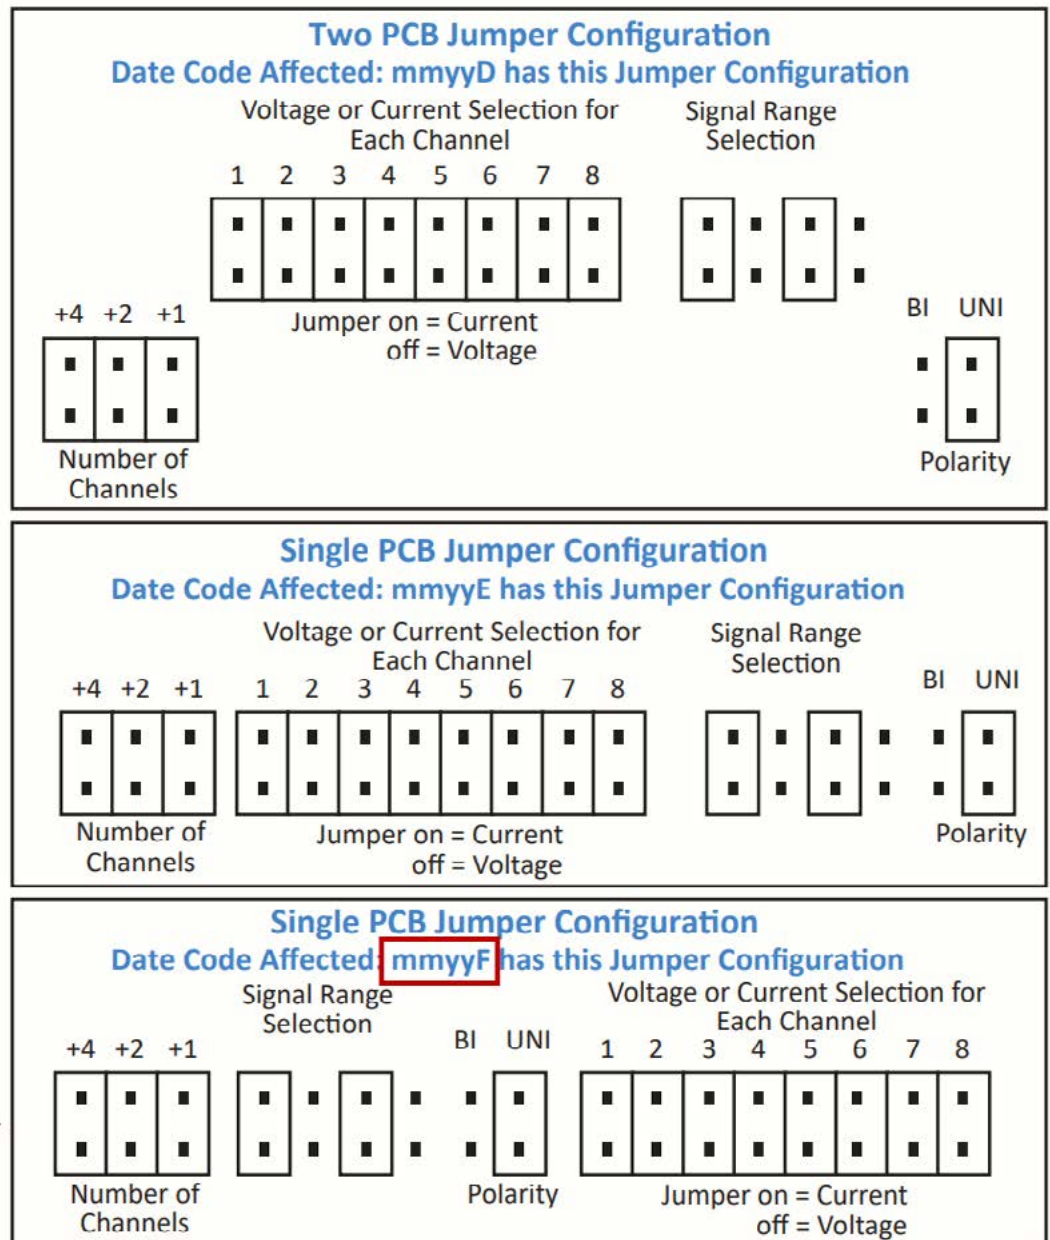 Two PCB Jumper Configuration
Date Code Affected: mmyyD has this Jumper Configuration
Voltage or Current Selection for
Each Channel
Signal Range
Selection
1 2 3 4 5 6 7 8
+4 +2 +1
Jumper on = Current
off = Voltage
BI UNI
Number of
Channels
Polarity
Single PCB Jumper Configuration
Date Code Affected: mmyyE has this Jumper Configuration
Voltage or Current Selection for
Each Channel
Signal Range
Selection
+4 +2 +1 1 2 3 4 5 6 7 8 BI UNI
Number of
Channels
Jumper on = Current
off = Voltage
Polarity
Single PCB Jumper Configuration
Date Code Affected: mmyyF has this Jumper Configuration
Signal Range
Selection
Voltage or Current Selection for
Each Channel
+4 +2 +1 BI UNI 1 2 3 4 5 6 7 8
Number of
Channels
Polarity
Jumper on = Current
off = Voltage